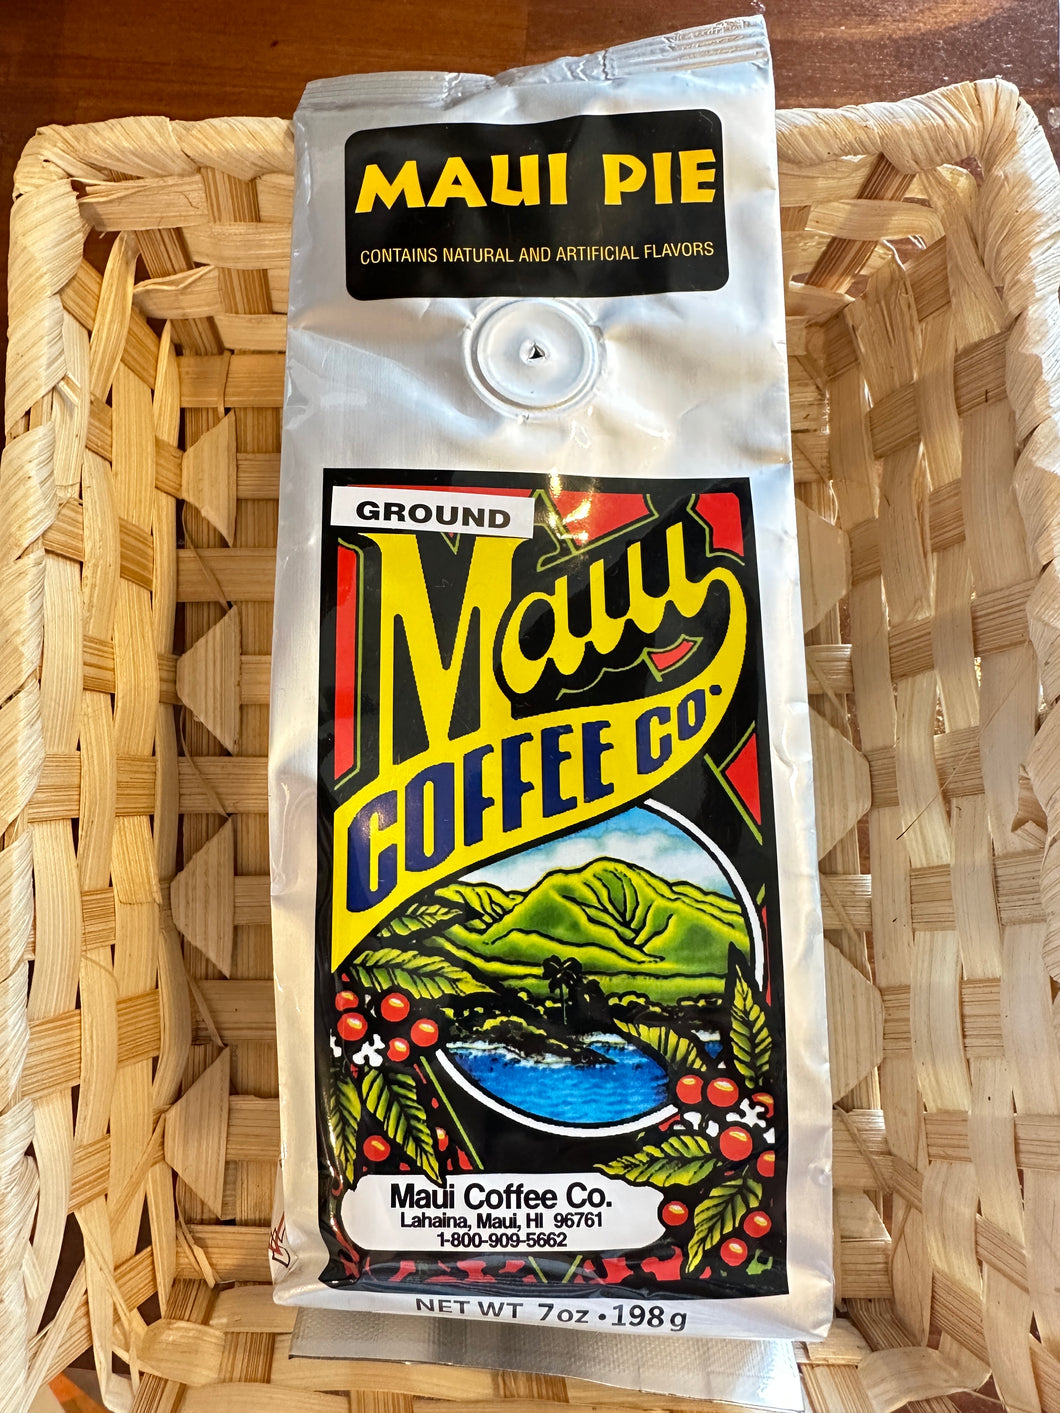 MAUI PIE
CONTAINS NATURAL AND ARTIFICIAL FLAVORS
GROUND
Maui
COFFEE CO.
Maui Coffee Co.
Lahaina, Maui, HI 96761
1-800-909-5662
NET WT 7oz • 198g